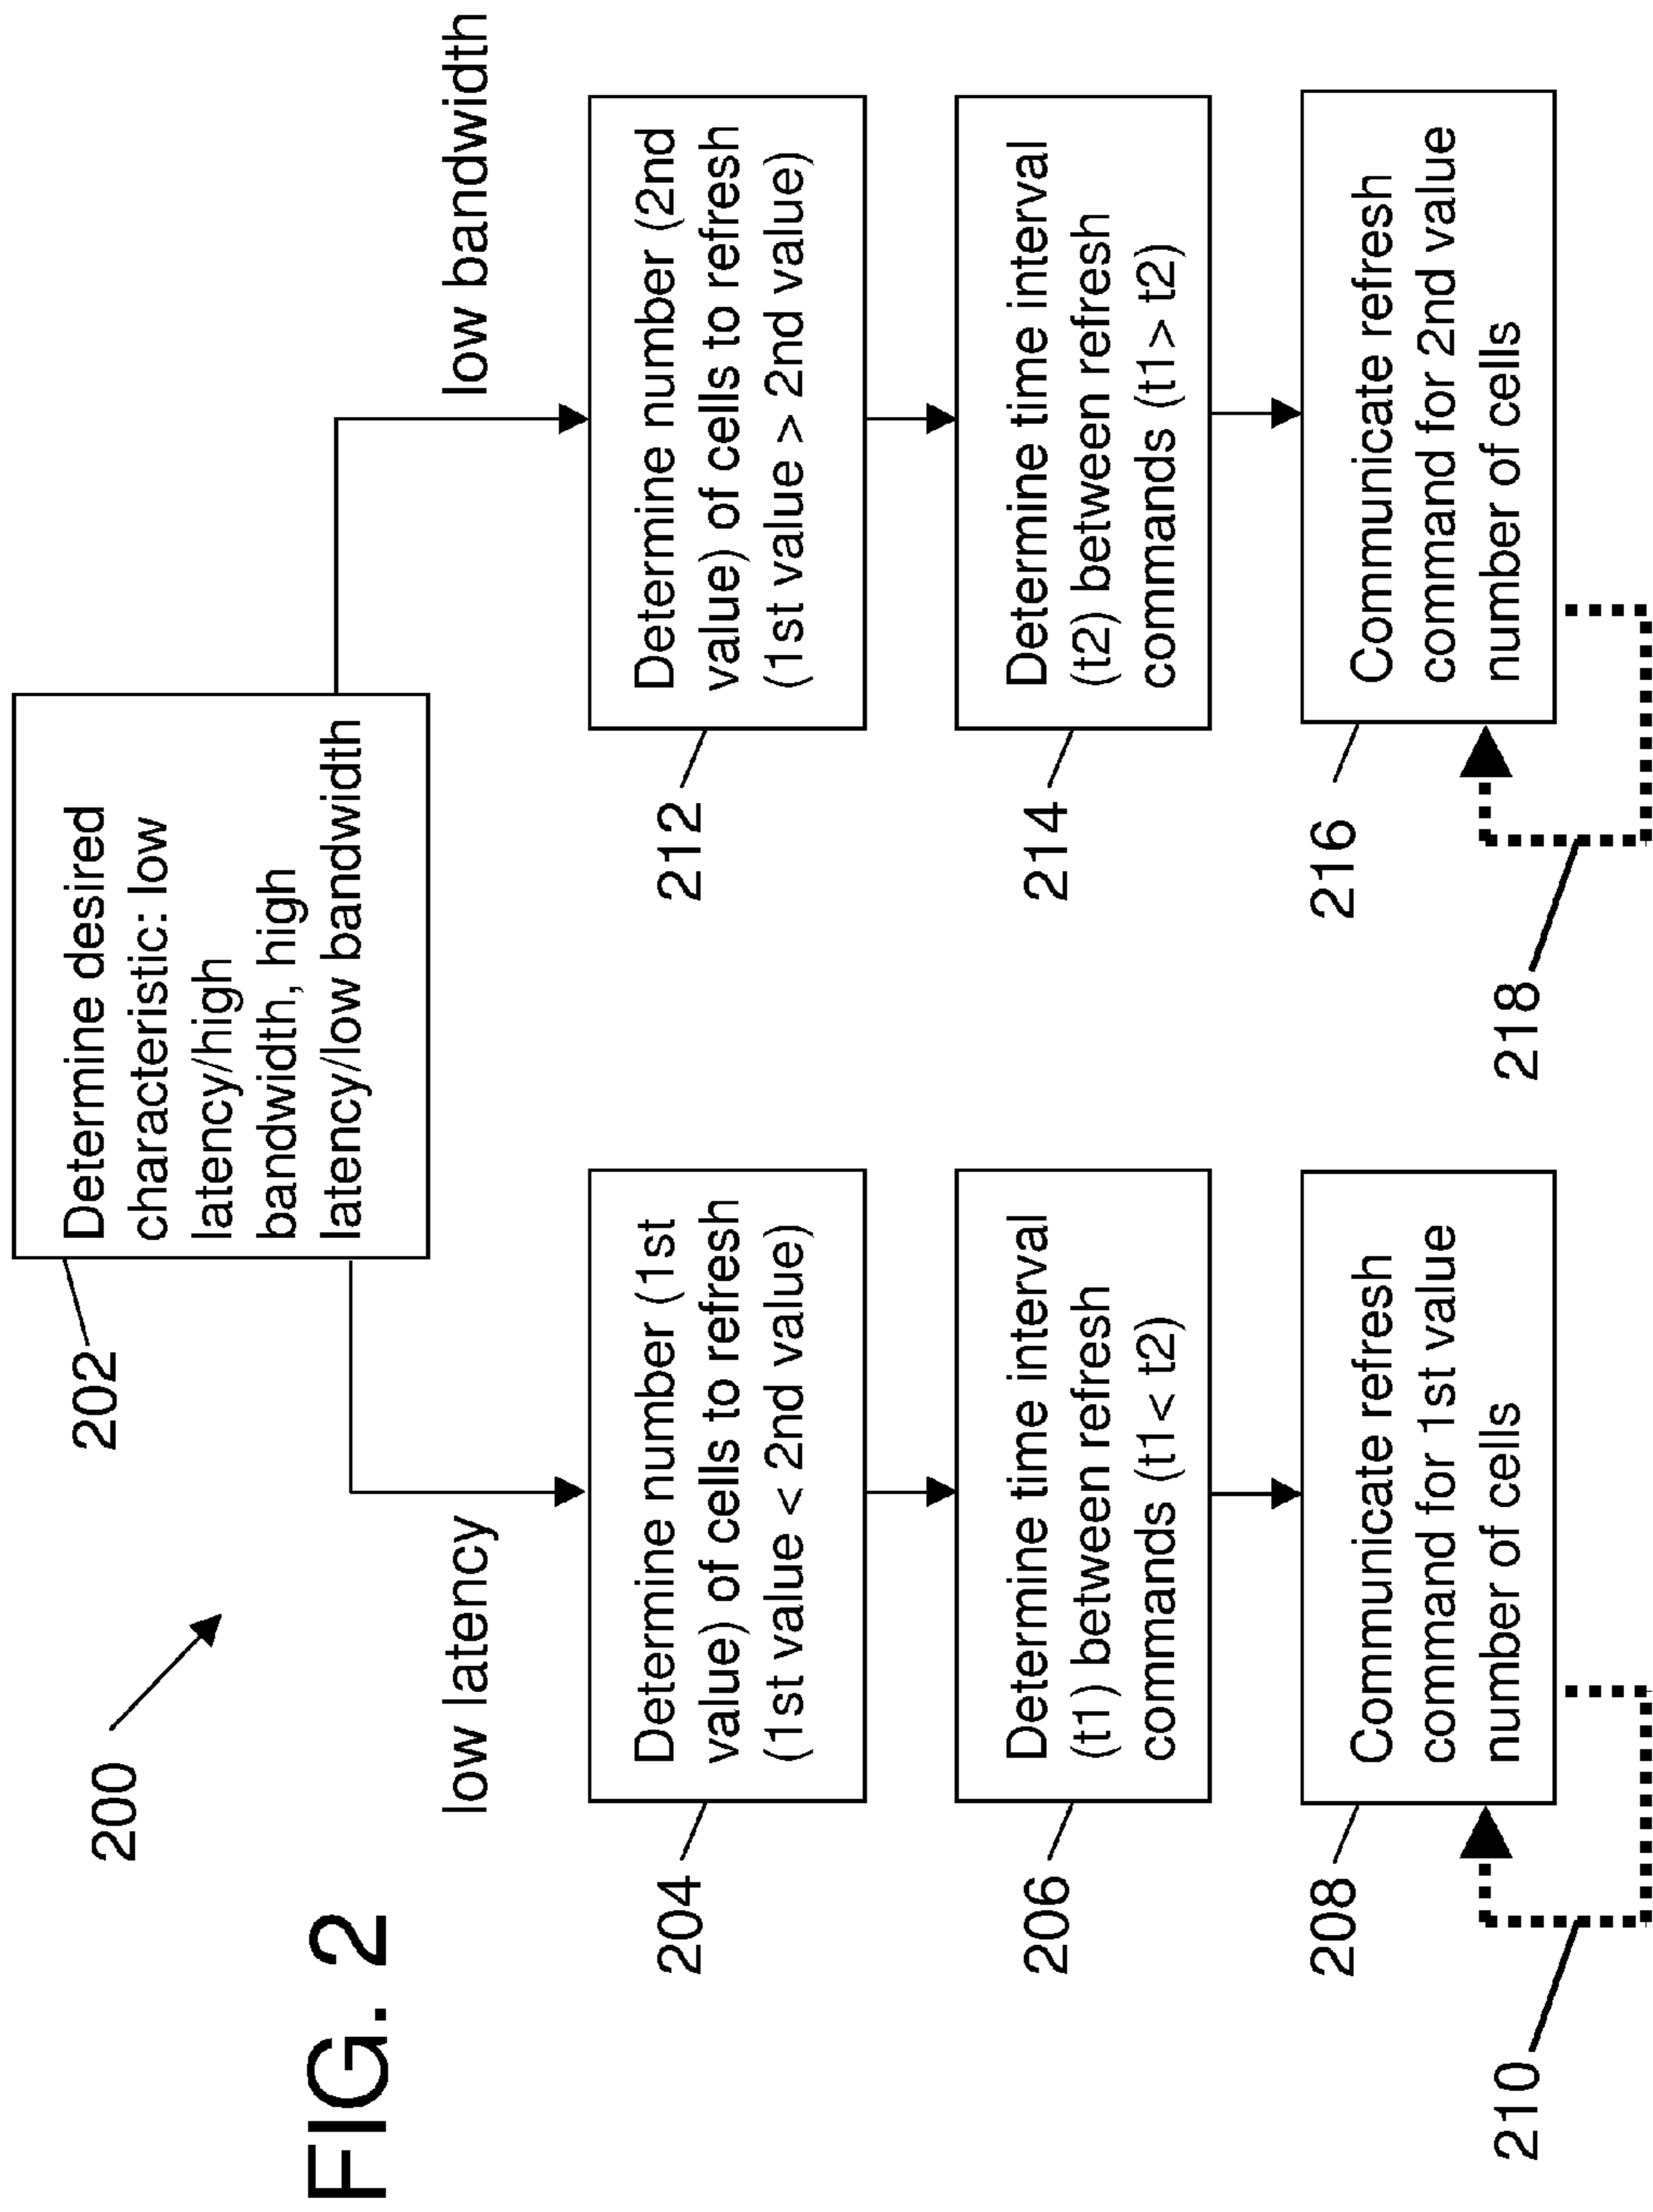 FIG. 2
200
202
Determine desired
characteristic: low
latency/high
bandwidth, high
latency/low bandwidth
low latency
low bandwidth
204
Determine number (1st
value) of cells to refresh
(1st value < 2nd value)
206
Determine time interval
(t1) between refresh
commands (t1 < t2)
208
Communicate refresh
command for 1st value
number of cells
210
212
Determine number (2nd
value) of cells to refresh
(1st value > 2nd value)
214
Determine time interval
(t2) between refresh
commands (t1 > t2)
216
Communicate refresh
command for 2nd value
number of cells
218